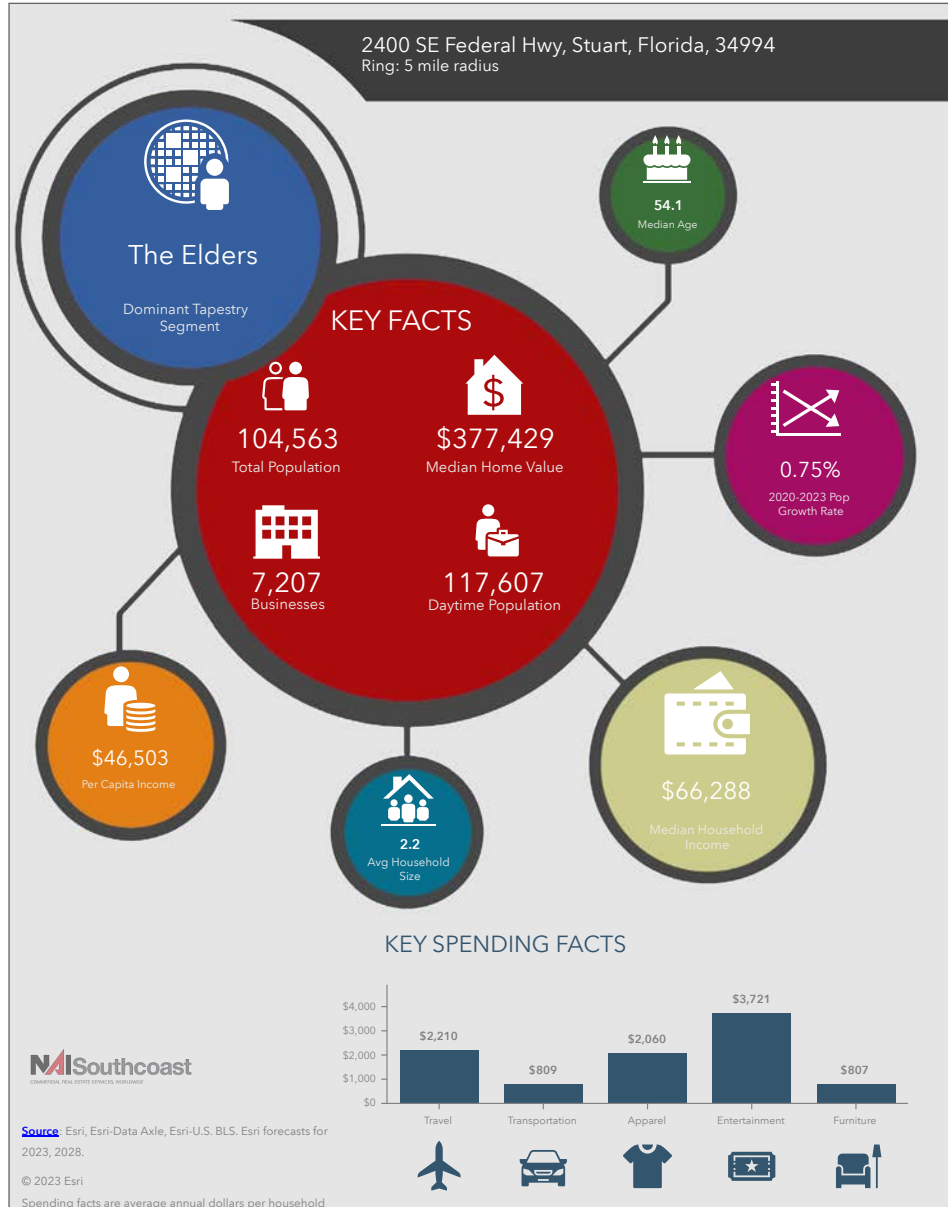 2400 SE Federal Hwy, Stuart, Florida, 34994
Ring: 5 mile radius
The Elders
Dominant Tapestry
Segment
54.1
Median Age
KEY FACTS
104,563
Total Population
$377,429
Median Home Value
7,207
Businesses
117,607
Daytime Population
0.75%
2020-2023 Pop
Growth Rate
$46,503
Per Capita Income
2.2
Avg Household
Size
$66,288
Median Household
Income
KEY SPENDING FACTS
$4,000
$3,000
$2,000
$1,000
$0
$2,210
$809
$2,060
$3,721
$807
Travel
Transportation
Apparel
Entertainment
Furniture
NAISouthcoast
COMMERCIAL REAL ESTATE SERVICES, WORLDWIDE
Source: Esri, Esri-Data Axle, Esri-U.S. BLS. Esri forecasts for
2023, 2028.
© 2023 Esri
Spending facts are average annual dollars per household